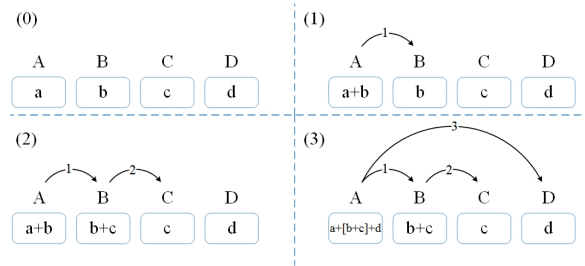 (0)
A B C D
a b c d
(1)
1
A B C D
a+b b c d
(2)
1 2
A B C D
a+b b+c c d
(3)
3
1 2
A B C D
a+[b+c]+d b+c c d